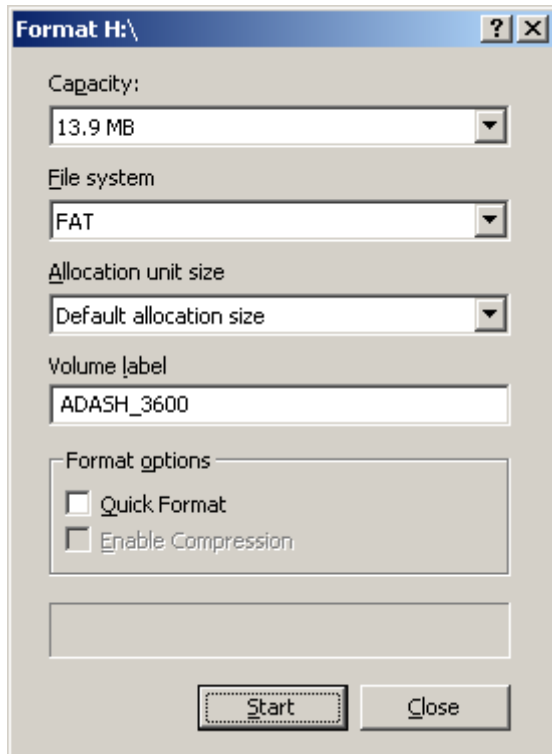 Format H:\
Capacity:
13.9 MB
File system
FAT
Allocation unit size
Default allocation size
Volume label
ADASH_3600
Format options
Quick Format
Enable Compression
Start Close